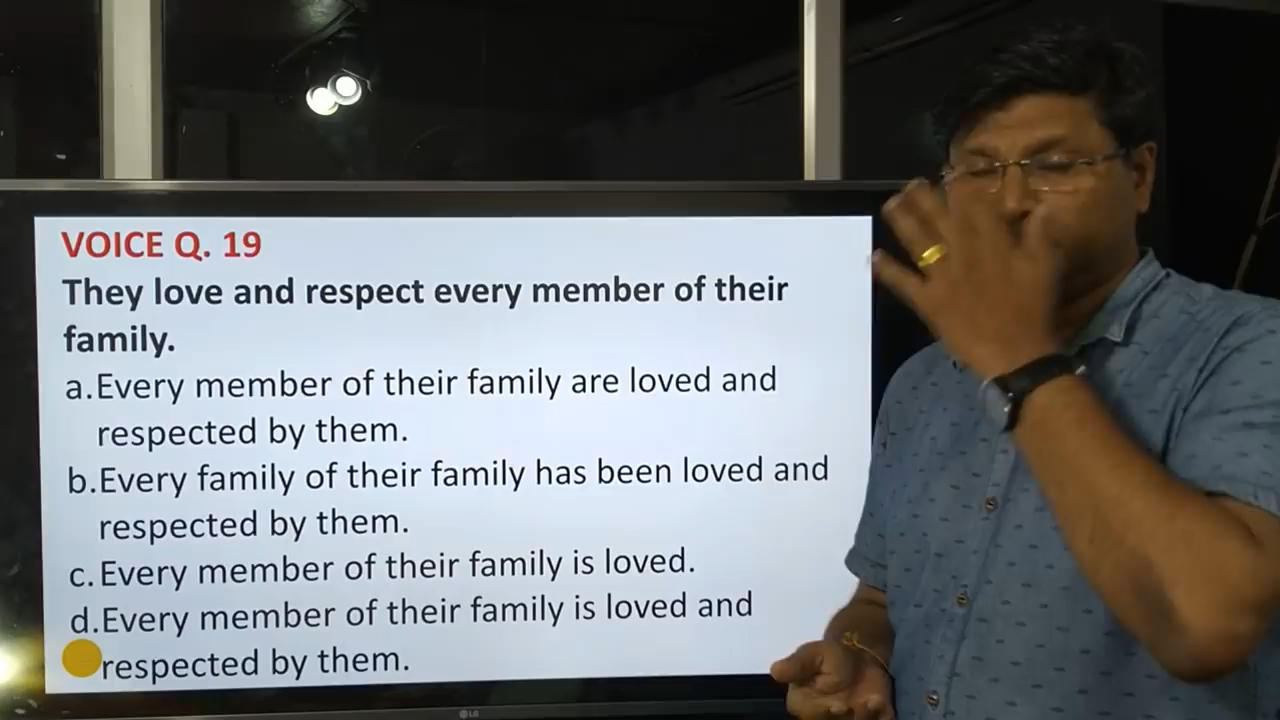 VOICE Q. 19
They love and respect every member of their
family.
a.Every member of their family are loved and
respected by them.
b.Every family of their family has been loved and
respected by them.
c. Every member of their family is loved.
d.Every member of their family is loved and
respected by them.
LG